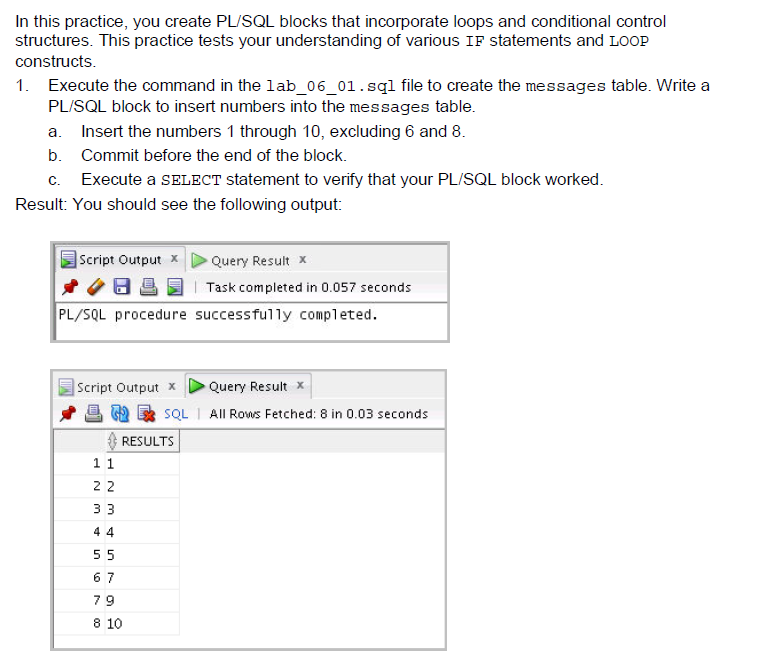 In this practice, you create PL/SQL blocks that incorporate loops and conditional control
structures. This practice tests your understanding of various IF statements and LOOP
constructs.
1. Execute the command in the lab_06_01.sql file to create the messages table. Write a
PL/SQL block to insert numbers into the messages table.
a. Insert the numbers 1 through 10, excluding 6 and 8.
b. Commit before the end of the block.
c. Execute a SELECT statement to verify that your PL/SQL block worked.
Result: You should see the following output:
Script Output x Query Result x
Task completed in 0.057 seconds
PL/SQL procedure successfully completed.
Script Output x Query Result x
SQL | All Rows Fetched: 8 in 0.03 seconds
RESULTS
1 1
2 2
3 3
4 4
5 5
6 7
7 9
8 10